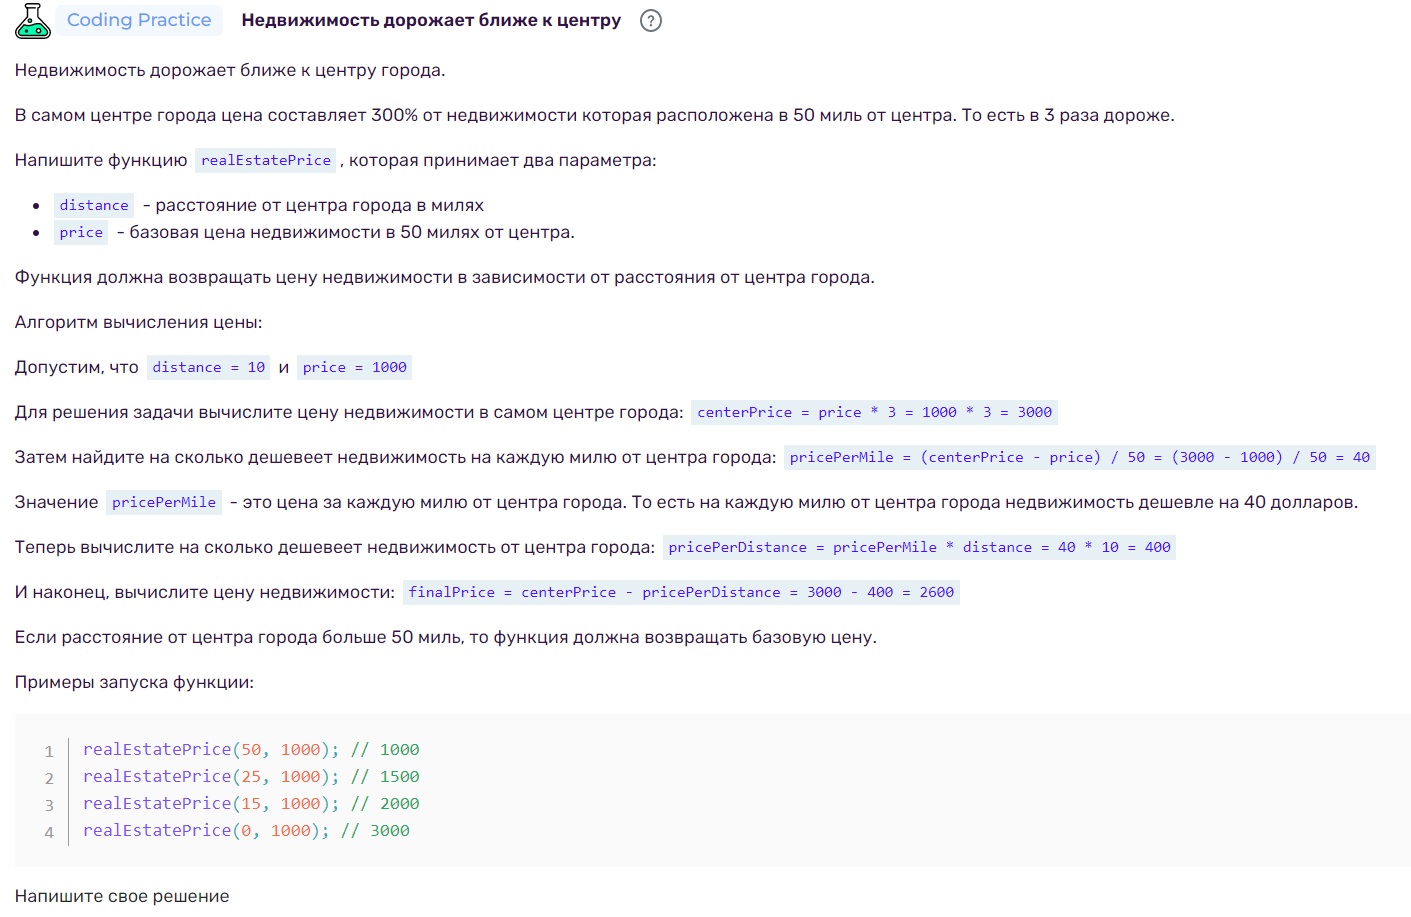 Coding Practice Недвижимость дорожает ближе к центру ?
Недвижимость дорожает ближе к центру города.
В самом центре города цена составляет 300% от недвижимости которая расположена в 50 миль от центра. То есть в 3 раза дороже.
Напишите функцию realEstatePrice , которая принимает два параметра:
• distance - расстояние от центра города в милях
• price - базовая цена недвижимости в 50 милях от центра.
Функция должна возвращать цену недвижимости в зависимости от расстояния от центра города.
Алгоритм вычисления цены:
Допустим, что distance = 10 и price = 1000
Для решения задачи вычислите цену недвижимости в самом центре города: centerPrice = price * 3 = 1000 * 3 = 3000
Затем найдите на сколько дешевеет недвижимость на каждую милю от центра города: pricePerMile = (centerPrice - price) / 50 = (3000 - 1000) / 50 = 40
Значение pricePerMile - это цена за каждую милю от центра города. То есть на каждую милю от центра города недвижимость дешевле на 40 долларов.
Теперь вычислите на сколько дешевеет недвижимость от центра города: pricePerDistance = pricePerMile * distance = 40 * 10 = 400
И наконец, вычислите цену недвижимости: finalPrice = centerPrice - pricePerDistance = 3000 - 400 = 2600
Если расстояние от центра города больше 50 миль, то функция должна возвращать базовую цену.
Примеры запуска функции:
1 realEstatePrice(50, 1000); // 1000
2 realEstatePrice(25, 1000); // 1500
3 realEstatePrice(15, 1000); // 2000
4 realEstatePrice(0, 1000); // 3000
Напишите свое решение